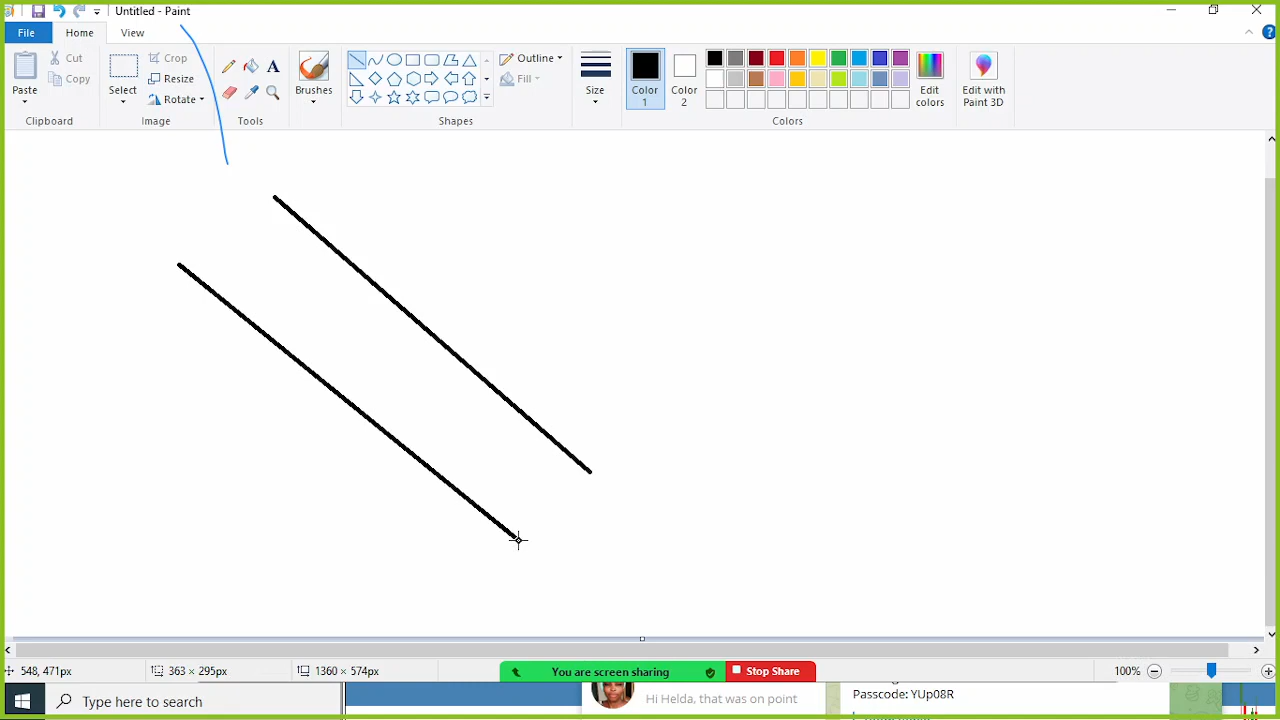 Untitled - Paint
File
Home
View
Paste
Cut
Copy
Clipboard
Select
Crop
Resize
Rotate
Image
A
Tools
Brushes
Shapes
Outline
Fill
Size
Color 1
Color 2
Edit colors
Colors
Edit with Paint 3D
548, 471px
363 × 295px
1360 × 574px
You are screen sharing
Stop Share
100%
Type here to search
Hi Helda, that was on point
Passcode: YUp08R